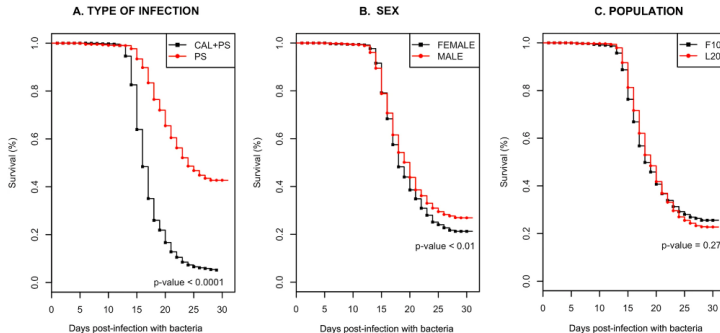 A. TYPE OF INFECTION
CAL+PS
PS
Survival (%)
1.0
0.8
0.6
0.4
0.2
0.0
p-value < 0.0001
0 5 10 15 20 25 30
Days post-infection with bacteria
B. SEX
FEMALE
MALE
Survival (%)
1.0
0.8
0.6
0.4
0.2
0.0
p-value < 0.01
0 5 10 15 20 25 30
Days post-infection with bacteria
C. POPULATION
F10
L20
Survival (%)
1.0
0.8
0.6
0.4
0.2
0.0
p-value = 0.27
0 5 10 15 20 25 30
Days post-infection with bacteria